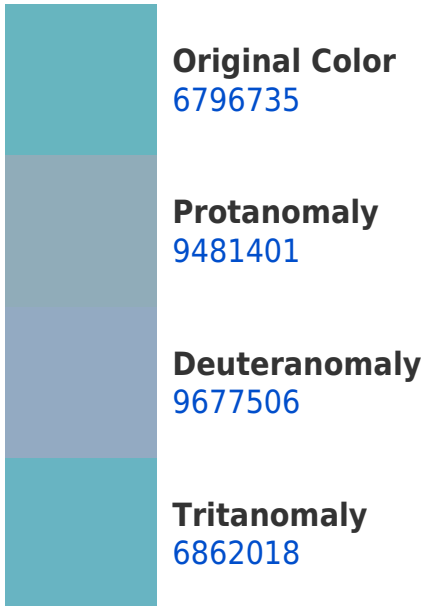 Original Color
6796735
Protanomaly
9481401
Deuteranomaly
9677506
Tritanomaly
6862018